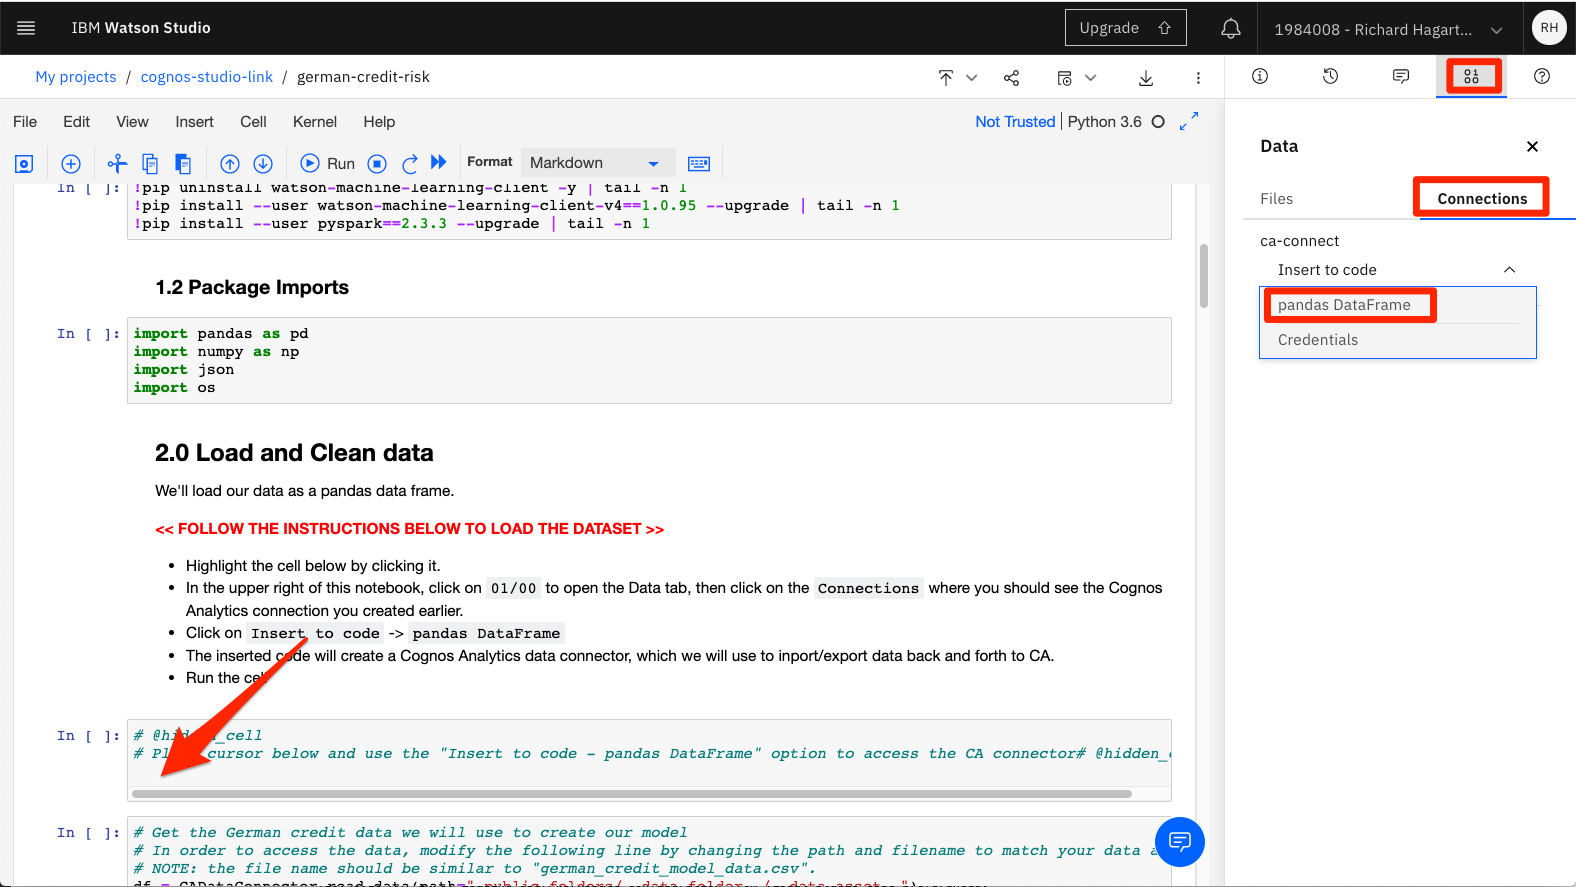 IBM Watson Studio
Upgrade
1984008 - Richard Hagart...
RH
My projects / cognos-studio-link / german-credit-risk
File Edit View Insert Cell Kernel Help
Not Trusted | Python 3.6
Run
Format
Markdown
In [ ]: !pip uninstall watson-machine-learning-client -y | tail -n 1
!pip install --user watson-machine-learning-client-v4==1.0.95 --upgrade | tail -n 1
!pip install --user pyspark==2.3.3 --upgrade | tail -n 1
1.2 Package Imports
In [ ]: import pandas as pd
import numpy as np
import json
import os
2.0 Load and Clean data
We'll load our data as a pandas data frame.
<< FOLLOW THE INSTRUCTIONS BELOW TO LOAD THE DATASET >>
• Highlight the cell below by clicking it.
• In the upper right of this notebook, click on 01/00 to open the Data tab, then click on the Connections where you should see the Cognos
Analytics connection you created earlier.
• Click on Insert to code -> pandas DataFrame
• The inserted code will create a Cognos Analytics data connector, which we will use to inport/export data back and forth to CA.
• Run the
In [ ]: # @hidden_cell
# cursor below and use the "Insert to code - pandas DataFrame" option to access the CA connector# @hidden_
In [ ]: # Get the German credit data we will use to create our model
# In order to access the data, modify the following line by changing the path and filename to match your data a
# NOTE: the file name should be similar to "german_credit_model_data.csv".
01
00
Data
Files
Connections
ca-connect
Insert to code
pandas DataFrame
Credentials